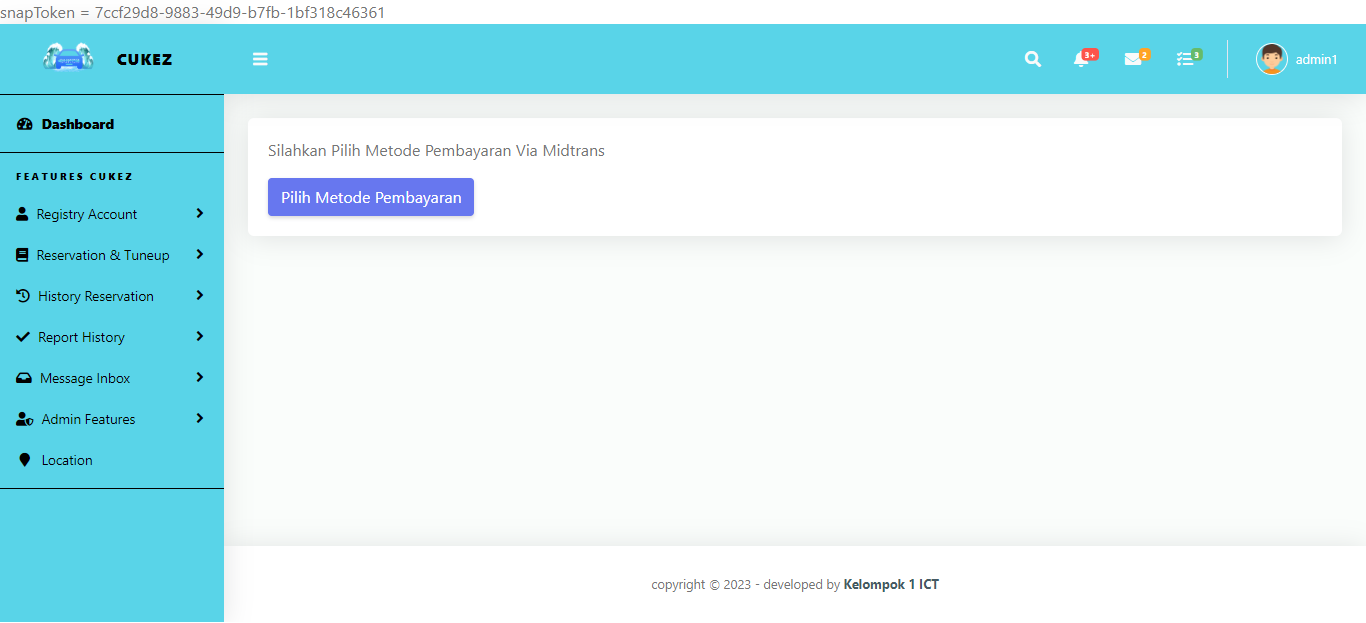 snapToken = 7ccf29d8-9883-49d9-b7fb-1bf318c46361
CUKEZ
3+
2
3
admin1
Dashboard
FEATURES CUKEZ
Registry Account
Reservation & Tuneup
History Reservation
Report History
Message Inbox
Admin Features
Location
Silahkan Pilih Metode Pembayaran Via Midtrans
Pilih Metode Pembayaran
copyright © 2023 - developed by Kelompok 1 ICT